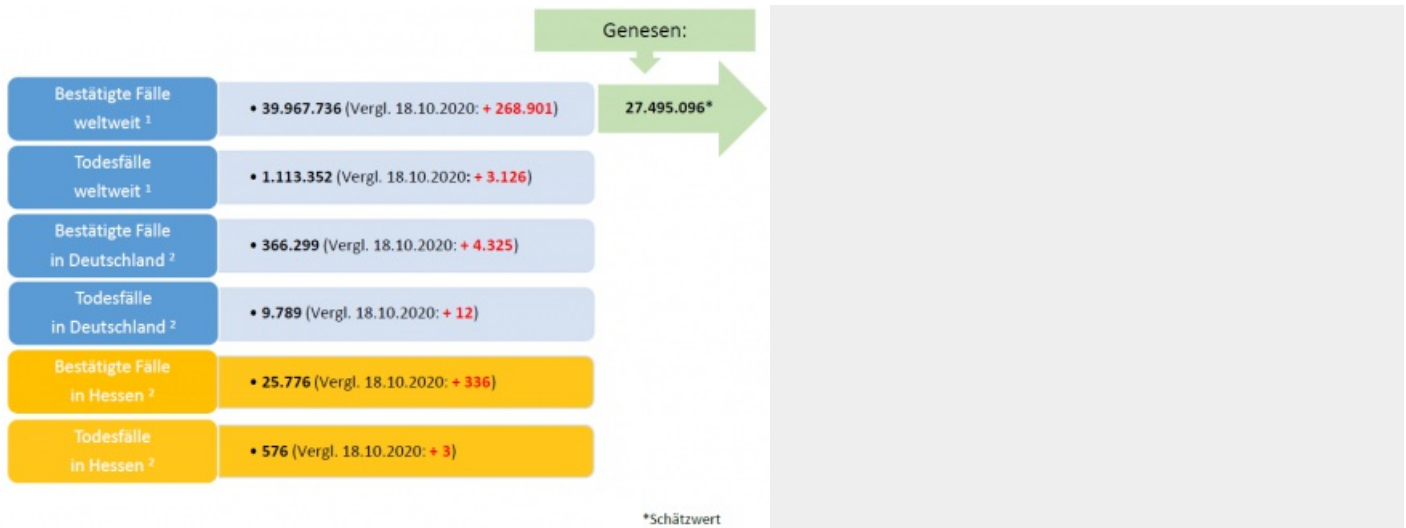 Genesen:
Bestätigte Fälle
weltweit ¹
• 39.967.736 (Vergl. 18.10.2020: + 268.901)
27.495.096*
Todesfälle
weltweit ¹
• 1.113.352 (Vergl. 18.10.2020: + 3.126)
Bestätigte Fälle
in Deutschland ²
• 366.299 (Vergl. 18.10.2020: + 4.325)
Todesfälle
in Deutschland ²
• 9.789 (Vergl. 18.10.2020: + 12)
Bestätigte Fälle
in Hessen ²
• 25.776 (Vergl. 18.10.2020: + 336)
Todesfälle
in Hessen ²
• 576 (Vergl. 18.10.2020: + 3)
*Schätzwert